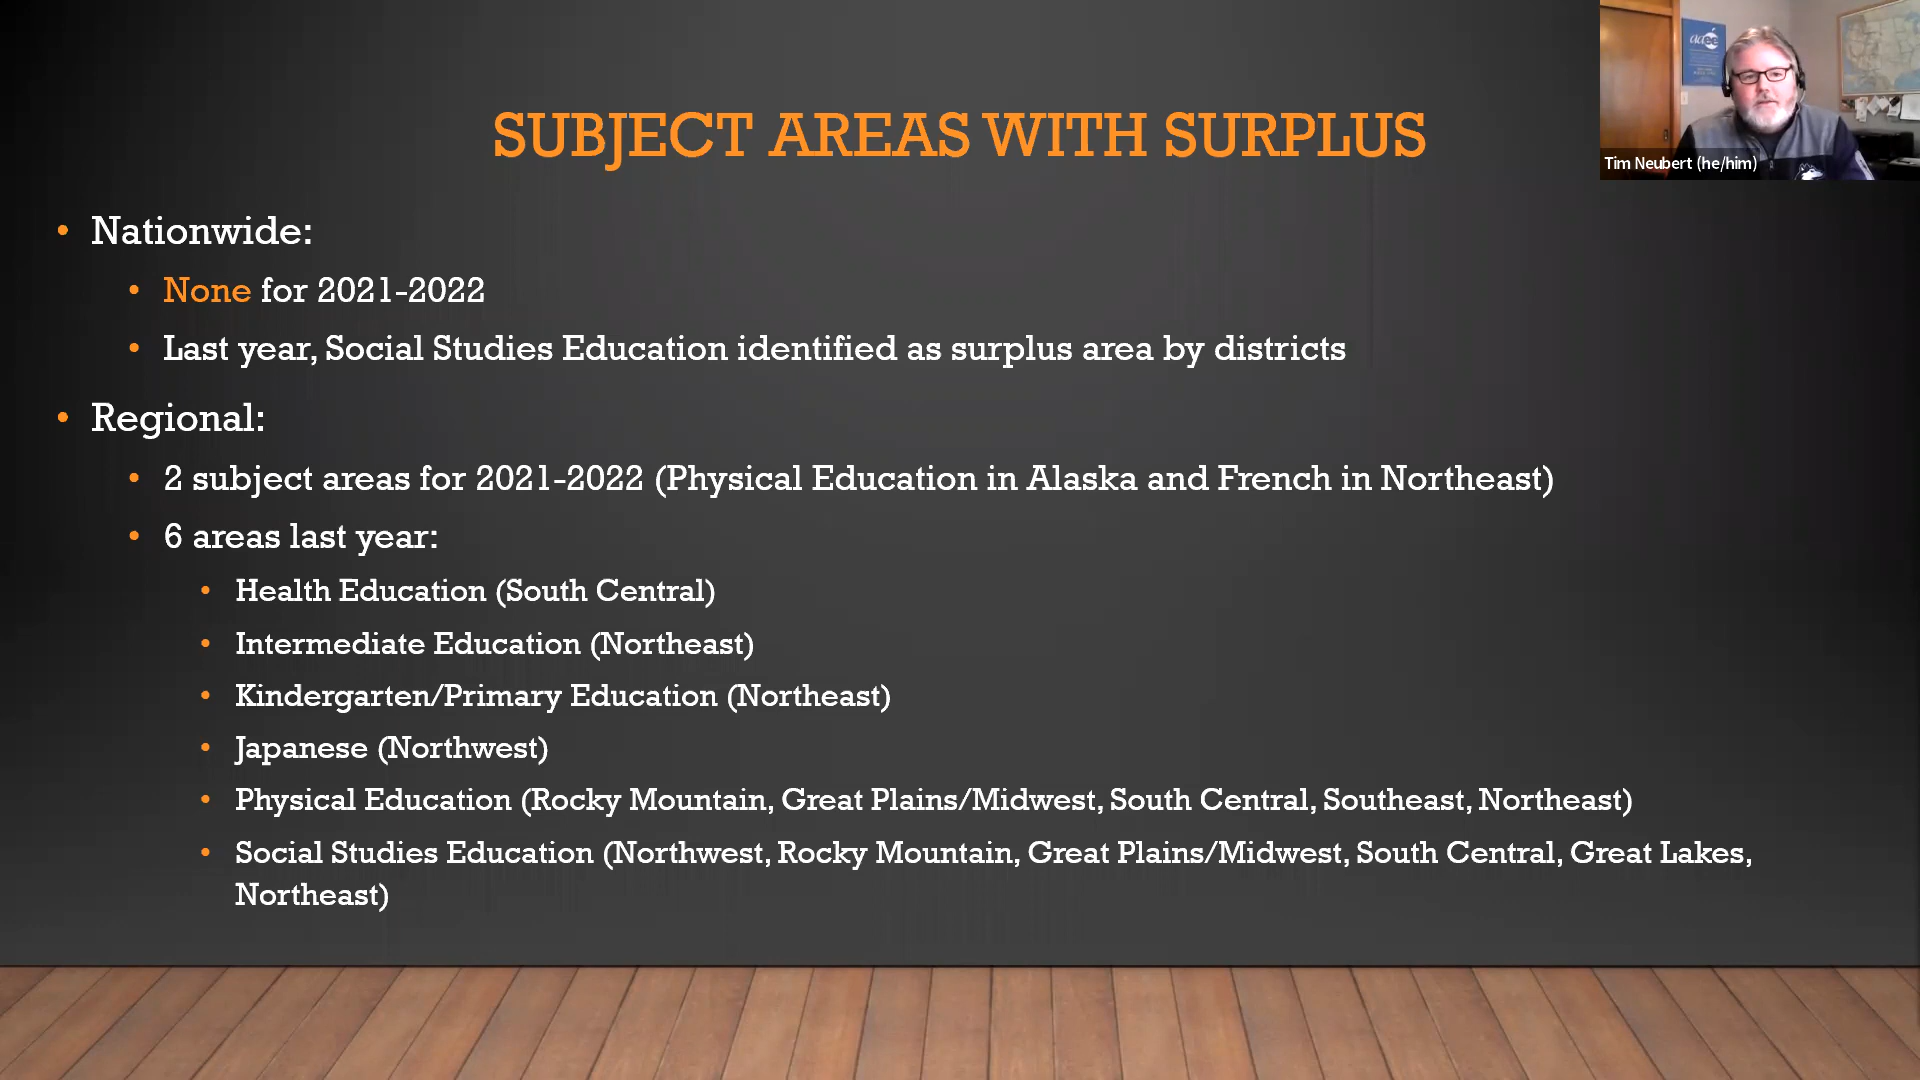 SUBJECT AREAS WITH SURPLUS
aaee
Tim Neubert (he/him)
• Nationwide:
• None for 2021-2022
• Last year, Social Studies Education identified as surplus area by districts
• Regional:
• 2 subject areas for 2021-2022 (Physical Education in Alaska and French in Northeast)
• 6 areas last year:
• Health Education (South Central)
• Intermediate Education (Northeast)
• Kindergarten/Primary Education (Northeast)
• Japanese (Northwest)
• Physical Education (Rocky Mountain, Great Plains/Midwest, South Central, Southeast, Northeast)
• Social Studies Education (Northwest, Rocky Mountain, Great Plains/Midwest, South Central, Great Lakes,
Northeast)